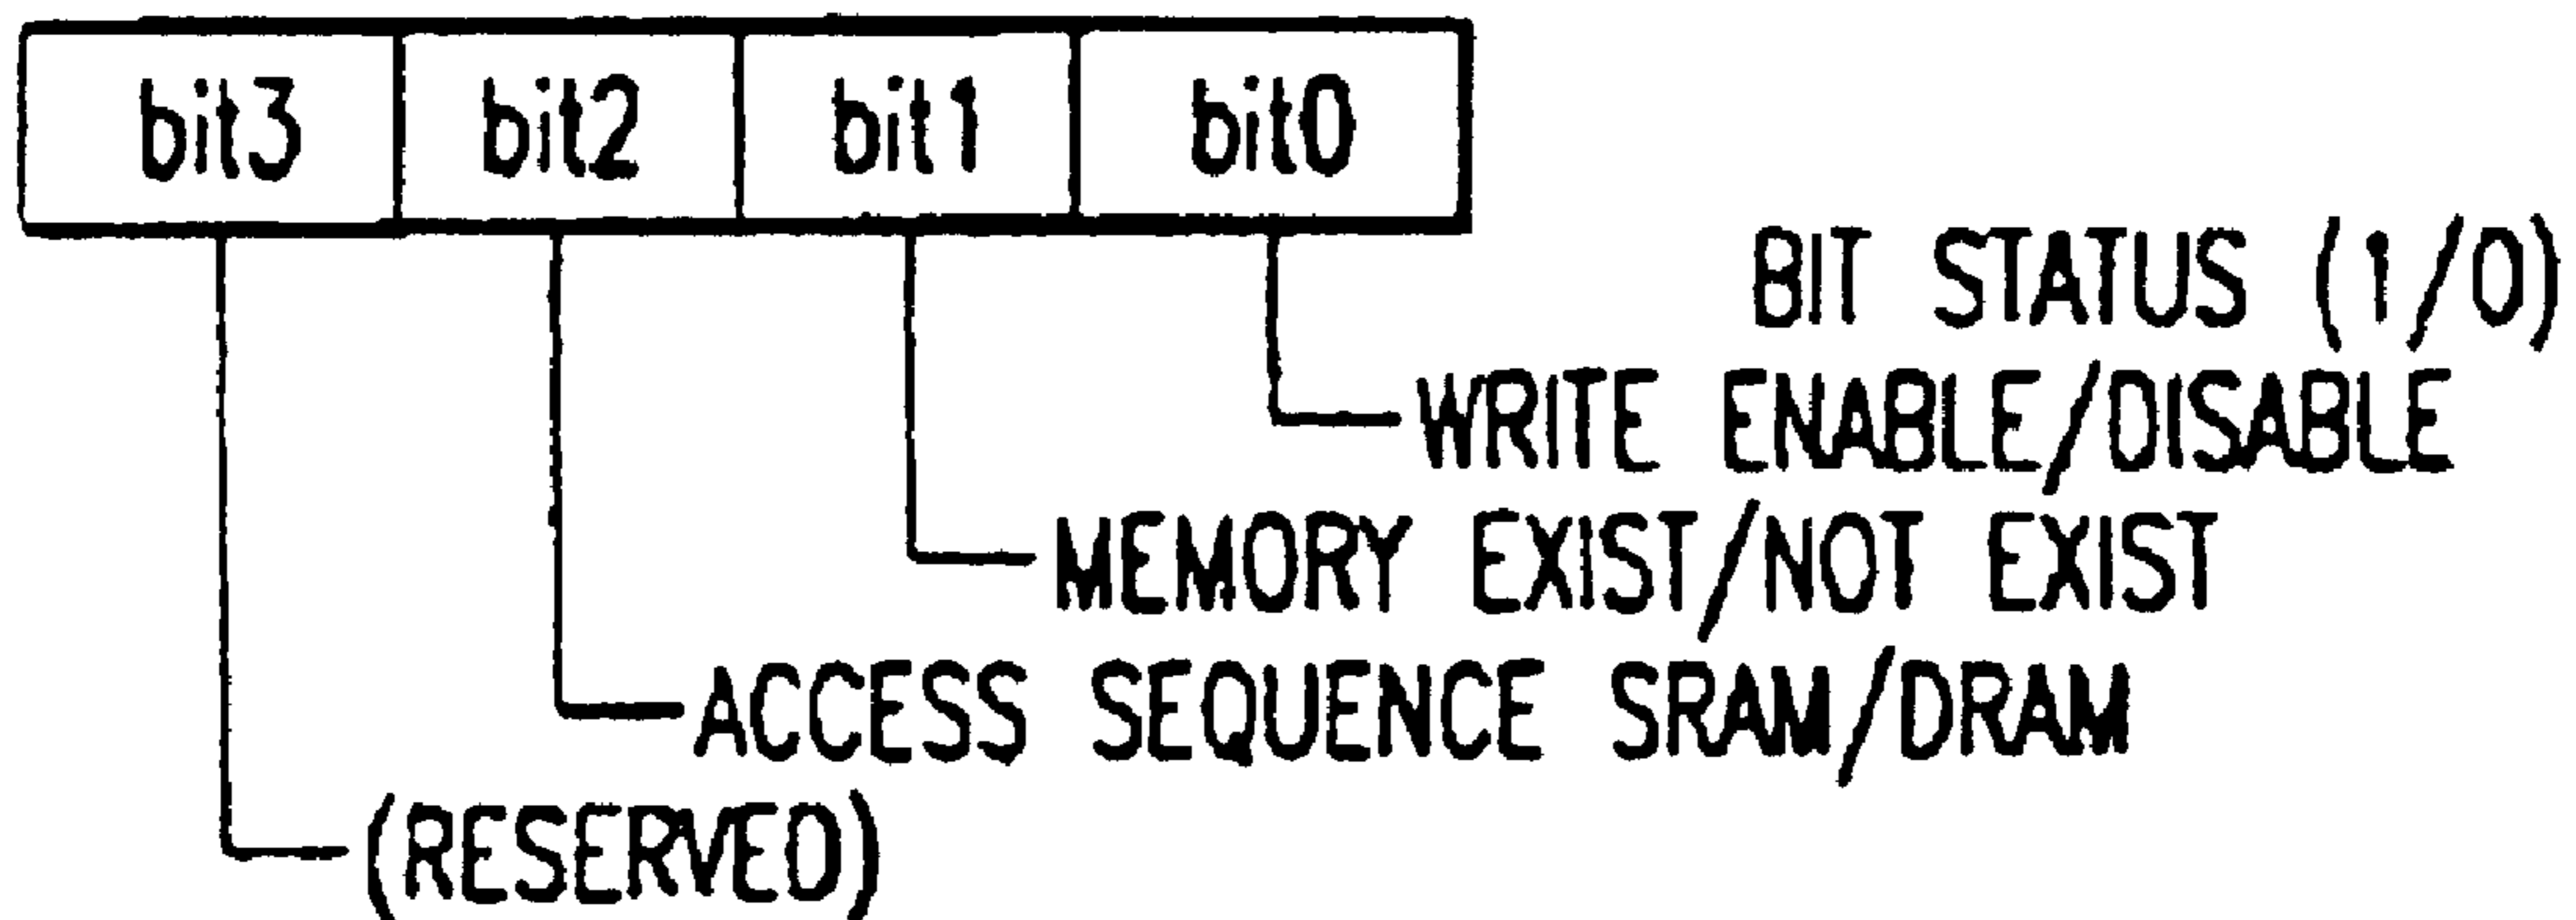 bit3 bit2 bit1 bit0
BIT STATUS (1/0)
WRITE ENABLE/DISABLE
MEMORY EXIST/NOT EXIST
ACCESS SEQUENCE SRAM/DRAM
(RESERVED)